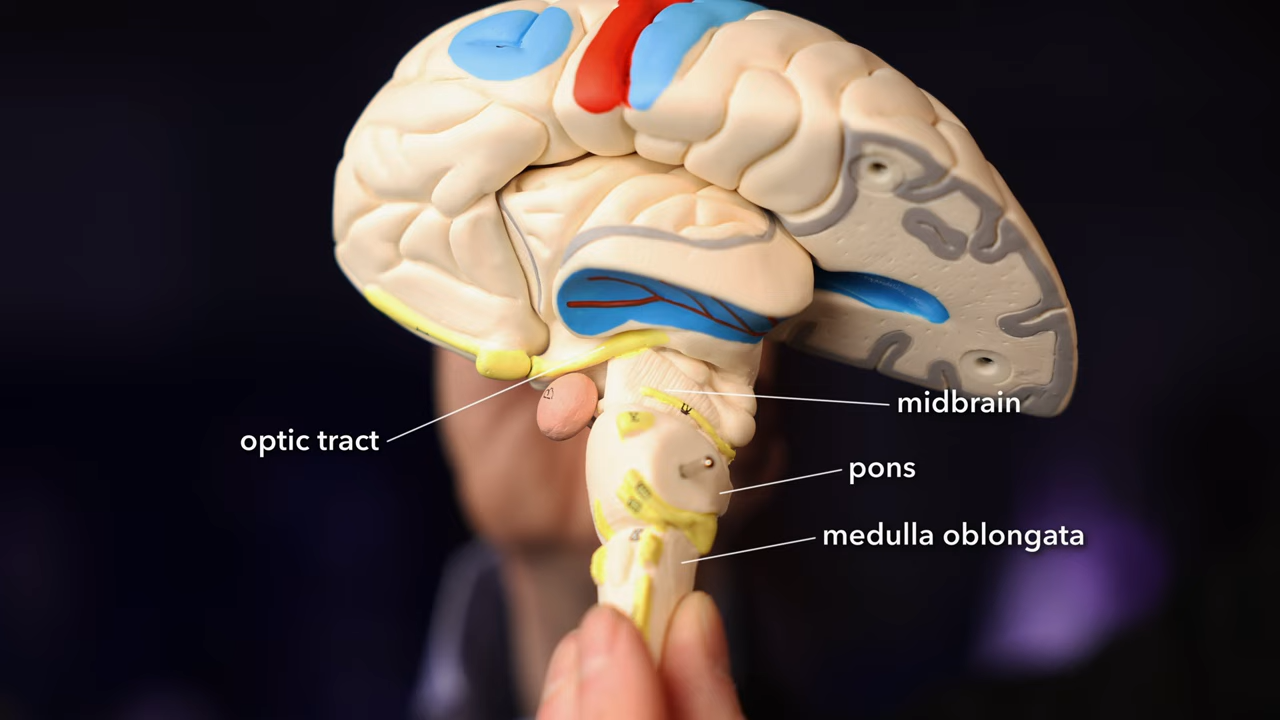 midbrain
optic tract
pons
medulla oblongata